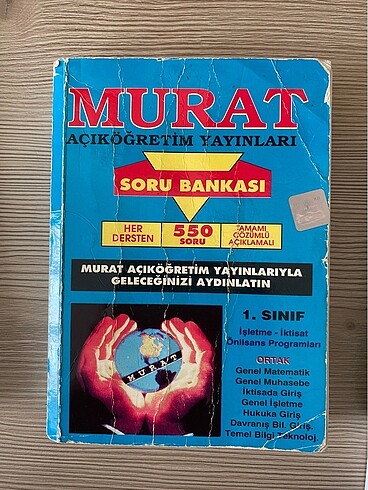 MURAT
AÇIKÖĞRETİM YAYINLARI
SORU BANKASI
HER
DERSTEN
550
SORU
TAMAMI
ÇÖZÜMLÜ
AÇIKLAMALI
MURAT AÇIKÖĞRETİM YAYINLARIYLA
GELECEĞİNİZİ AYDINLATIN
1. SINIF
İşletme - İktisat
Önlisans Programları
ORTAK
Genel Matematik
Genel Muhasebe
İktisada Giriş
Genel İşletme
Hukuka Giriş
Davranış Bil. Giriş.
Temel Bilgi Teknoloj.
MURAT